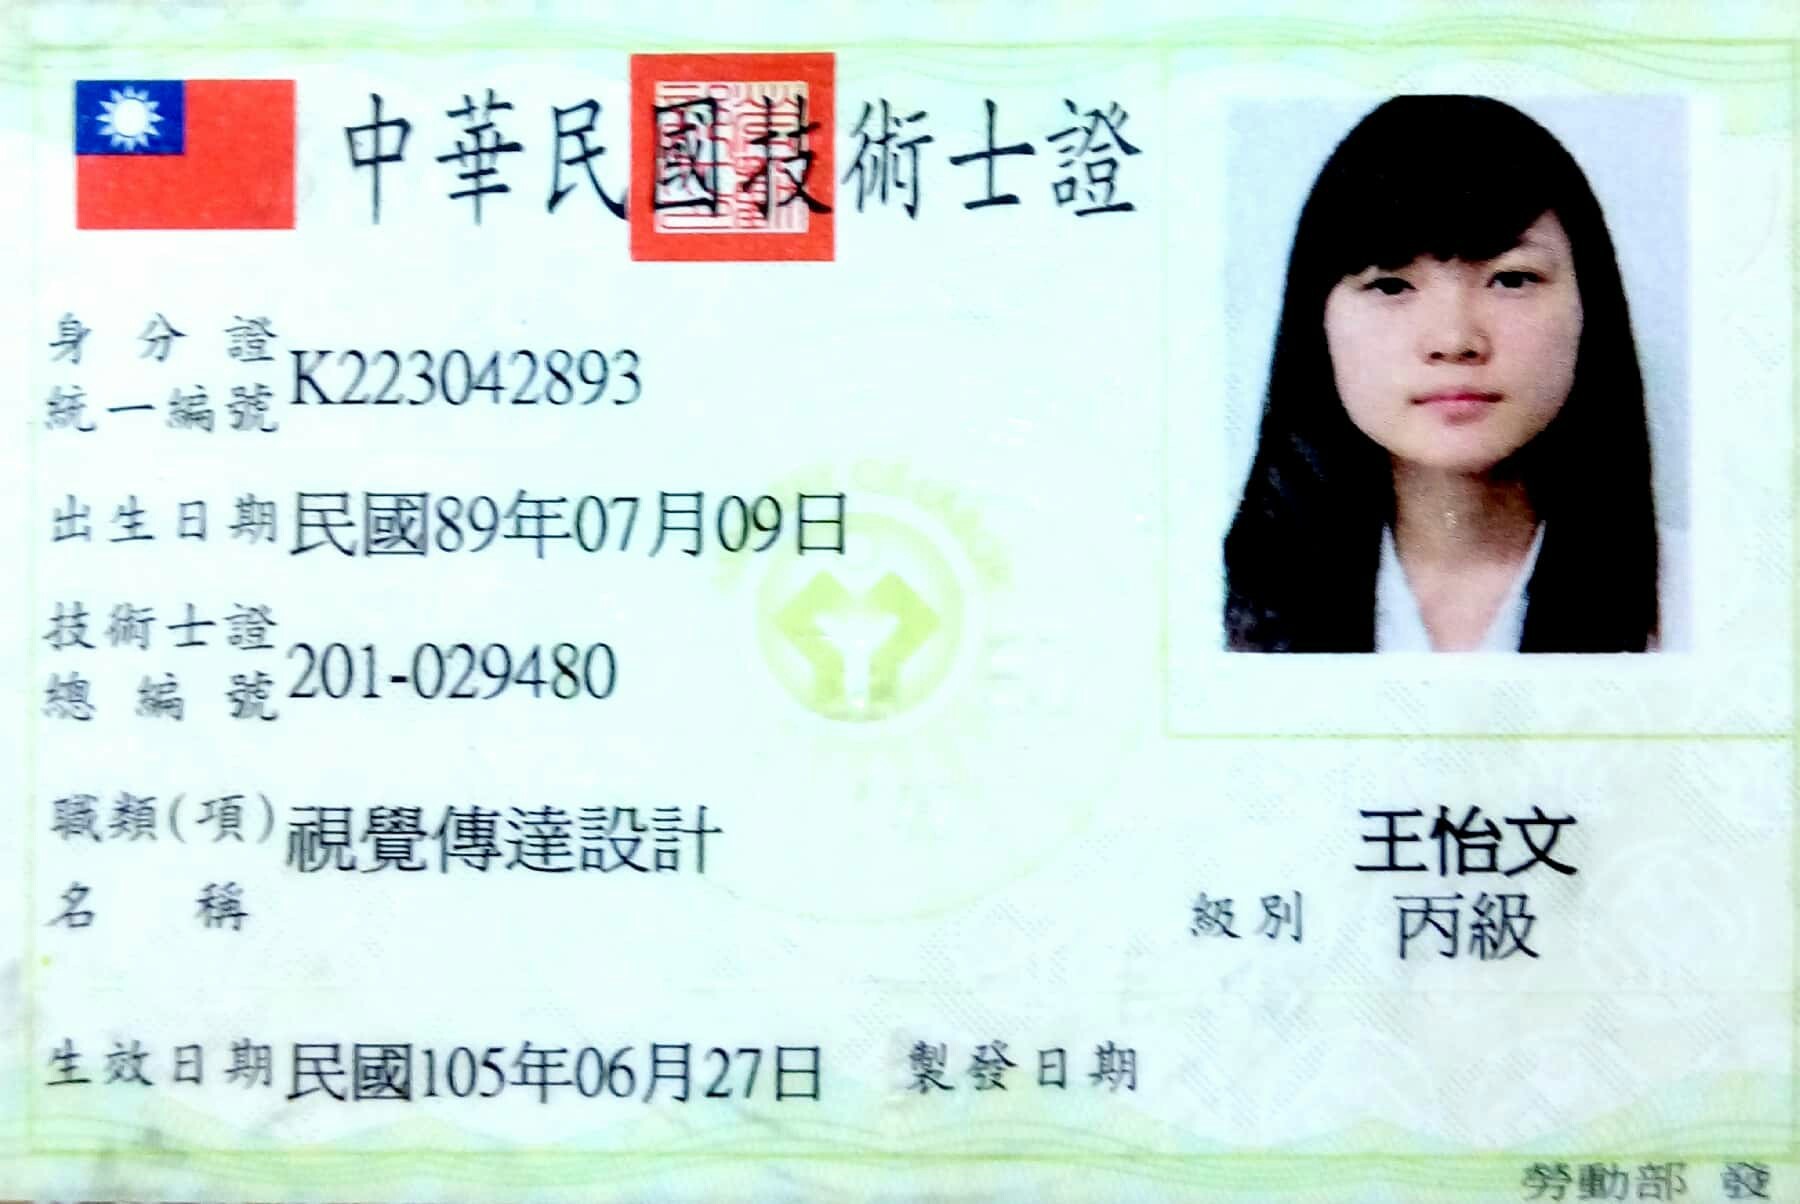 中華民國技術士證
身分證統一編號 K223042893
出生日期 民國89年07月09日
技術士證總編號 201-029480
職類(項)名稱 視覺傳達設計
王怡文
級別 丙級
生效日期 民國105年06月27日 製發日期
勞動部 發